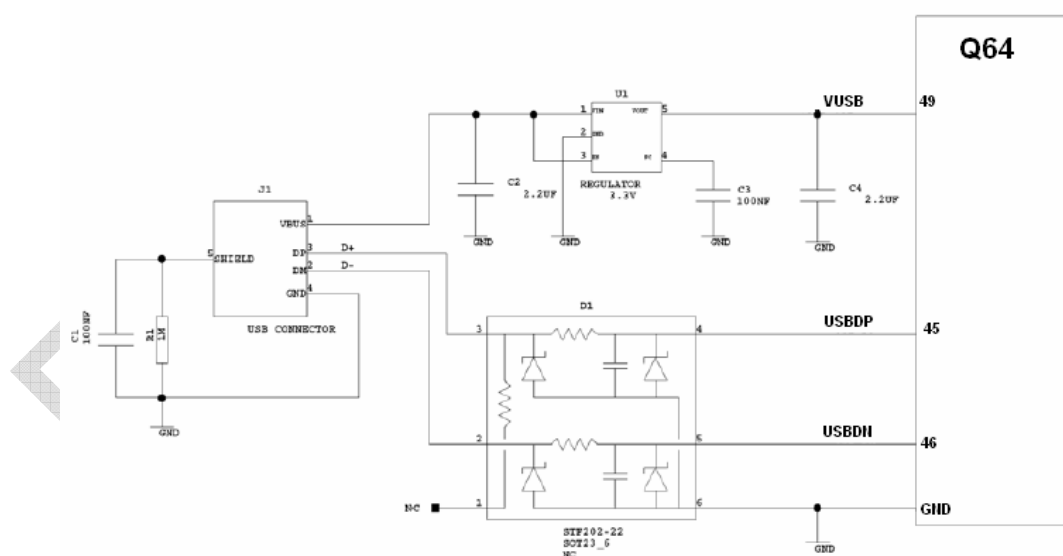 Q64
U1
VUSB
49
1 VIN VOUT 5
2 GND
3 EN 4
C2
2.2UF
REGULATOR
3.3V
C3
100NF
C4
2.2UF
GND
GND
GND
GND
J1
VBUS 1
5 SHIELD
DP 3 D+
DM 2 D-
GND 4
USB CONNECTOR
C1
100NF
R1
1M
GND
D1
3 4
USBDP
45
2 5
USBDN
46
NC 1 6
GND
GND
STF202-22
SOT23_6
NC